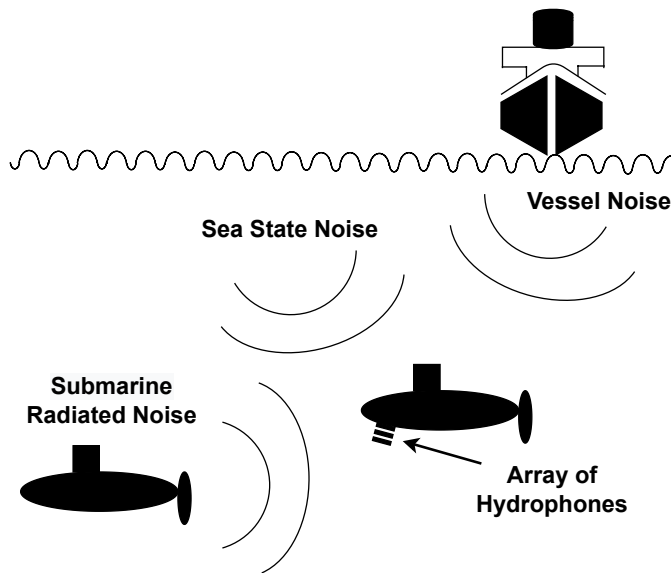 Vessel Noise
Sea State Noise
Submarine
Radiated Noise
Array of
Hydrophones